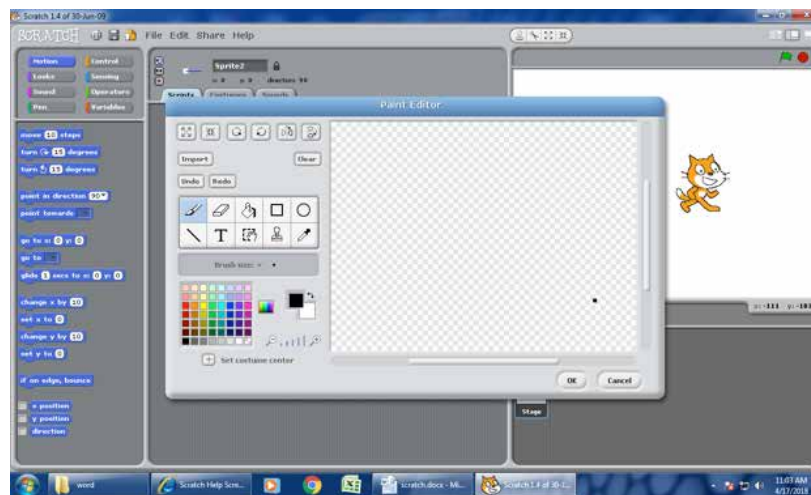 Scratch 1.4 of 30-Jun-09
SCRATCH File Edit Share Help
Motion Control
Looks Sensing
Sound Operators
Pen Variables
Sprite2
direction: 90
Scripts Costumes Sounds
Paint Editor
move 10 steps
turn 15 degrees
turn 15 degrees
point in direction 90
point towards
go to x: 0 y: 0
go to
glide 1 secs to x: 0 y: 0
change x by 10
set x to 0
change y by 10
set y to 0
if on edge, bounce
x position
y position
direction
Import Clear
Undo Redo
T
Brush size:
Set costume center
OK Cancel
Stage
word
Scratch Help Scre...
scratch.docx - Mi...
Scratch 1.4 of 30-J...
11:03 AM